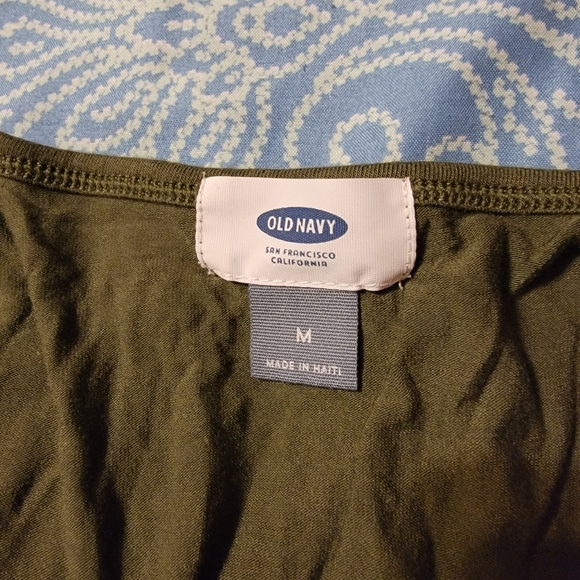 OLD NAVY
SAN FRANCISCO
CALIFORNIA
M
MADE IN HAITI